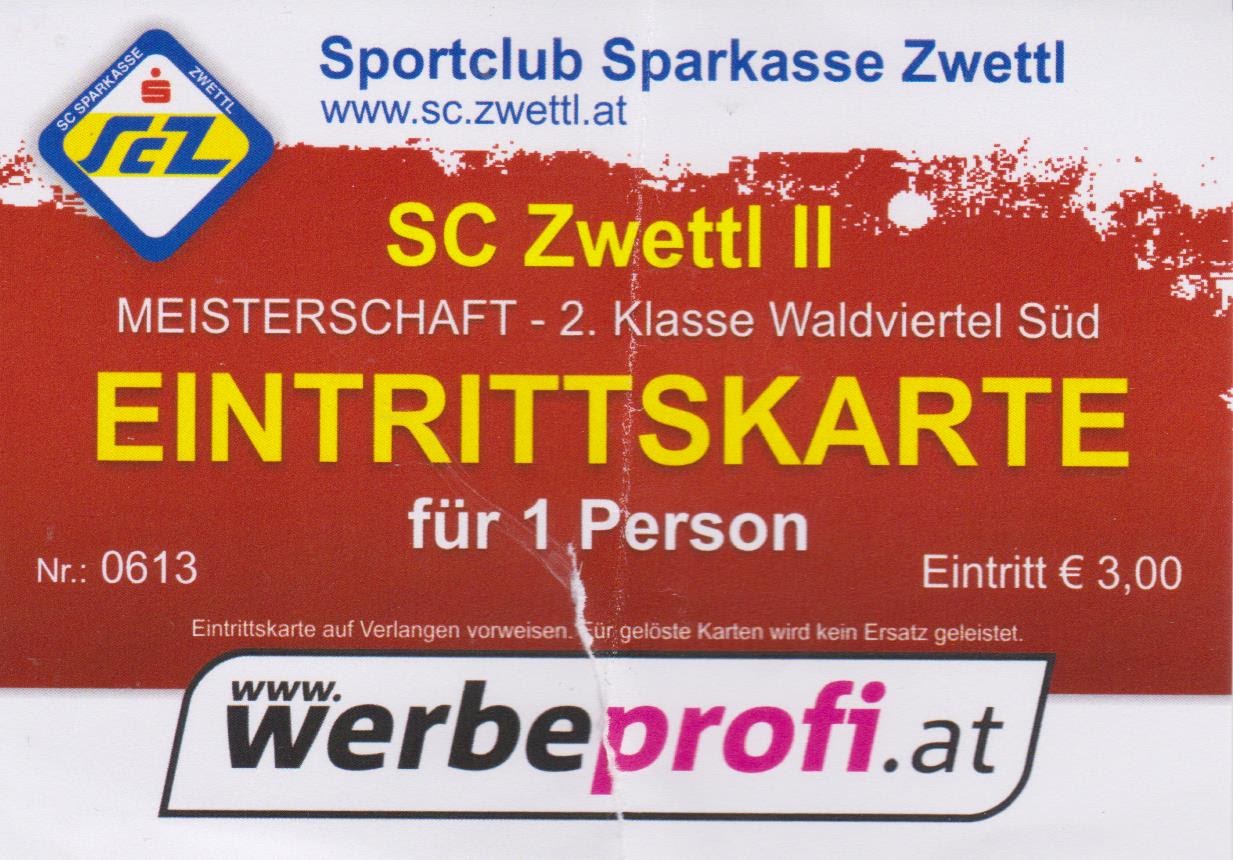 SC SPARKASSE ZWETTL
S
ScZ
Sportclub Sparkasse Zwettl
www.sc.zwettl.at
SC Zwettl II
MEISTERSCHAFT - 2. Klasse Waldviertel Süd
EINTRITTSKARTE
für 1 Person
Nr.: 0613
Eintritt € 3,00
Eintrittskarte auf Verlangen vorweisen. Für gelöste Karten wird kein Ersatz geleistet.
www.
werbeprofi.at